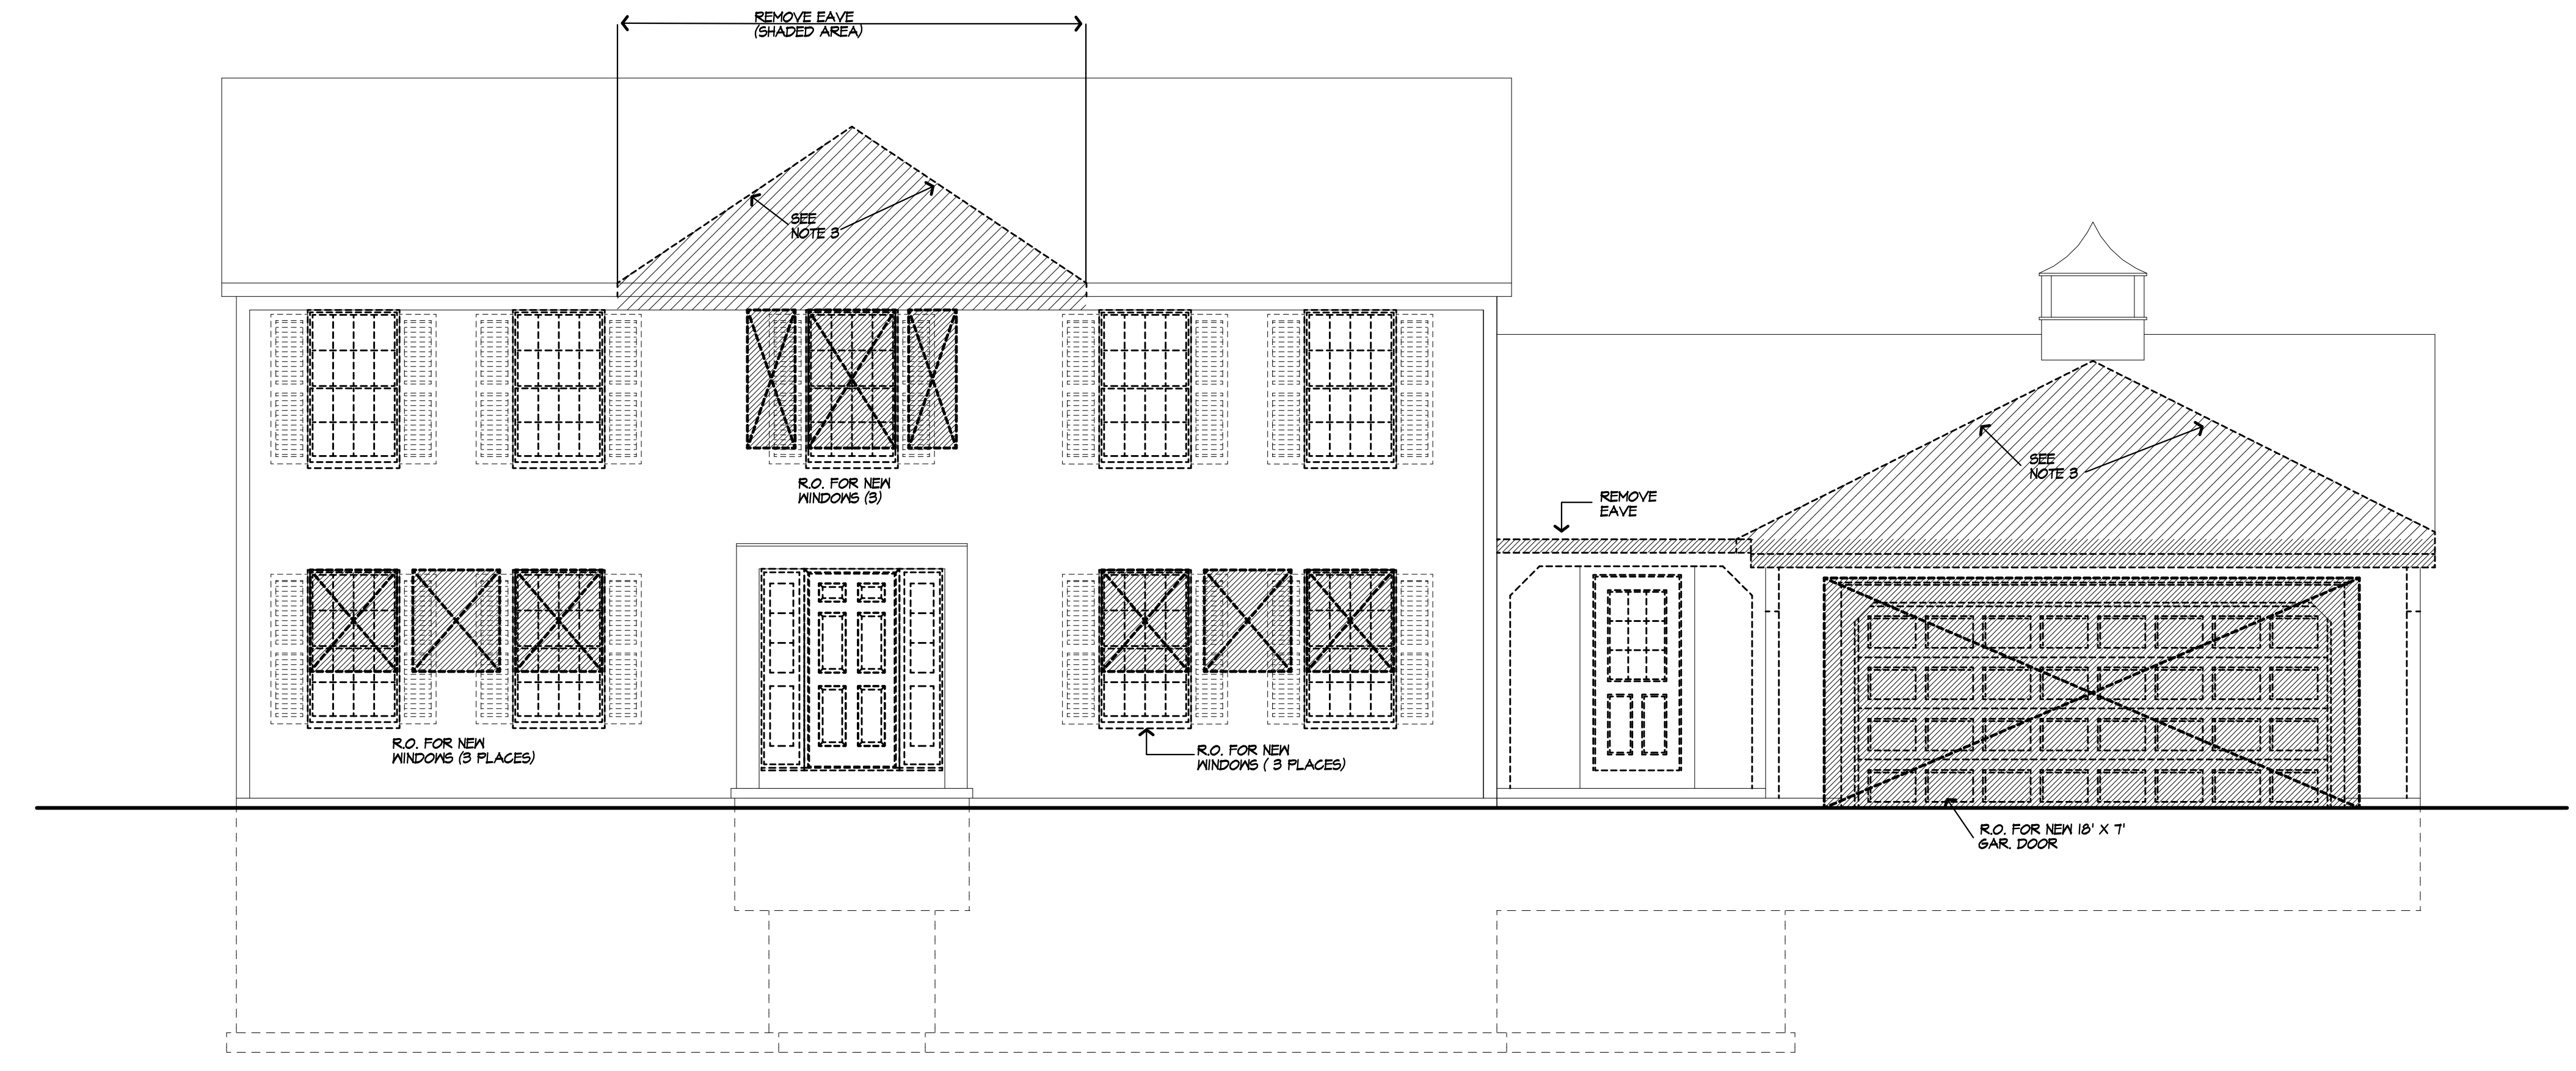 REMOVE EAVE
(SHADED AREA)
SEE
NOTE 3
R.O. FOR NEW
WINDOWS (3)
SEE
NOTE 3
REMOVE
EAVE
R.O. FOR NEW
WINDOWS (3 PLACES)
R.O. FOR NEW
WINDOWS ( 3 PLACES)
R.O. FOR NEW 18' X 7'
GAR. DOOR